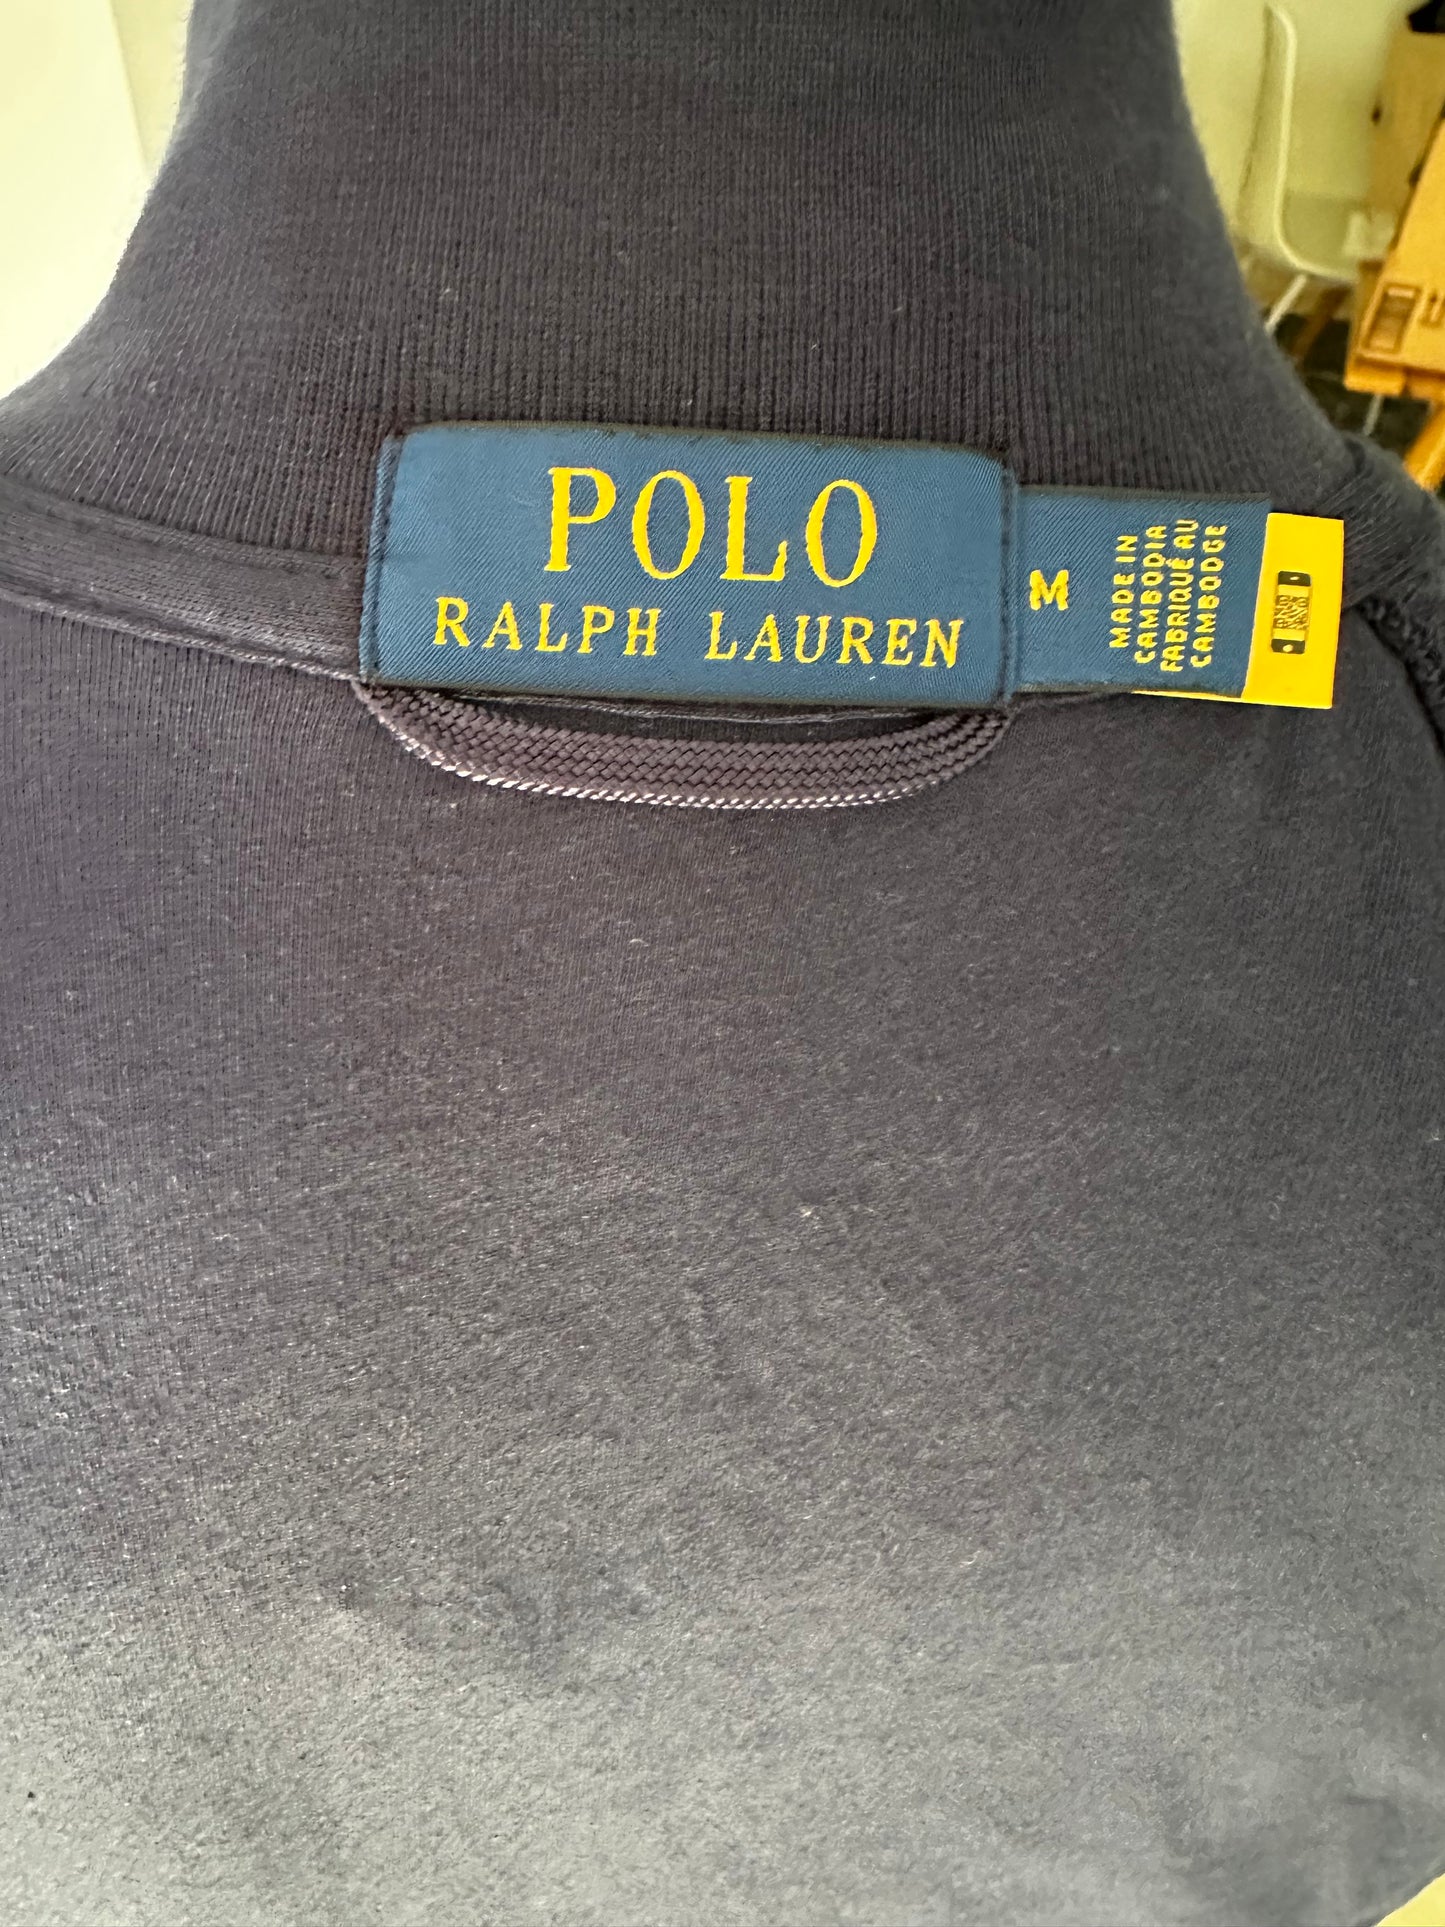 POLO
RALPH LAUREN
M
MADE IN
CAMBODIA
FABRIQUÉ AU
CAMBODGE